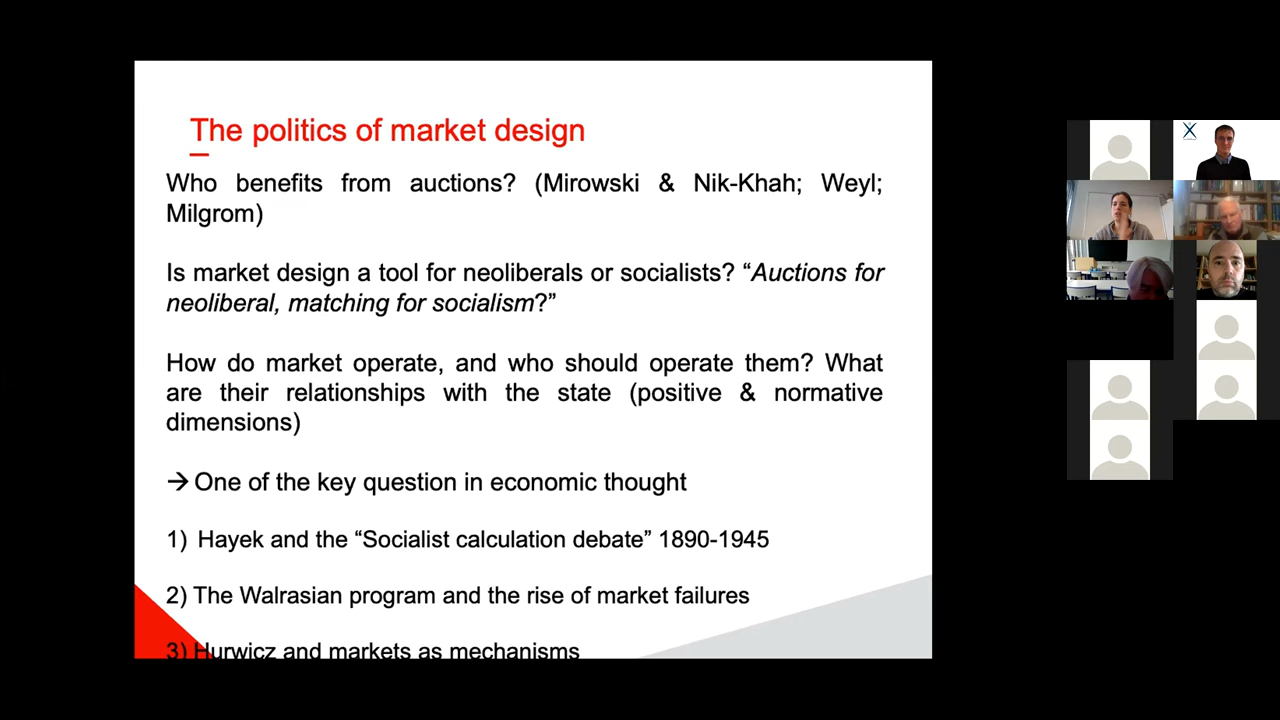 The politics of market design
Who benefits from auctions? (Mirowski & Nik-Khah; Weyl;
Milgrom)
Is market design a tool for neoliberals or socialists? “Auctions for
neoliberal, matching for socialism?”
How do market operate, and who should operate them? What
are their relationships with the state (positive & normative
dimensions)
→ One of the key question in economic thought
1) Hayek and the “Socialist calculation debate” 1890-1945
2) The Walrasian program and the rise of market failures
3) Hurwicz and markets as mechanisms